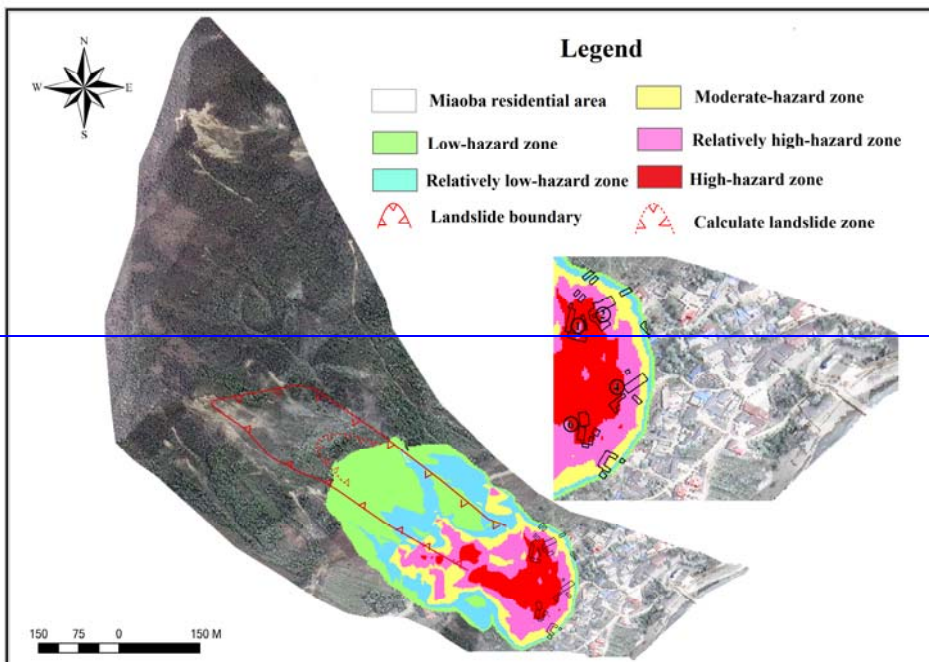 N
W
E
S
Legend
Miaoba residential area
Moderate-hazard zone
Low-hazard zone
Relatively high-hazard zone
Relatively low-hazard zone
High-hazard zone
Landslide boundary
Calculate landslide zone
150 75 0 150 M